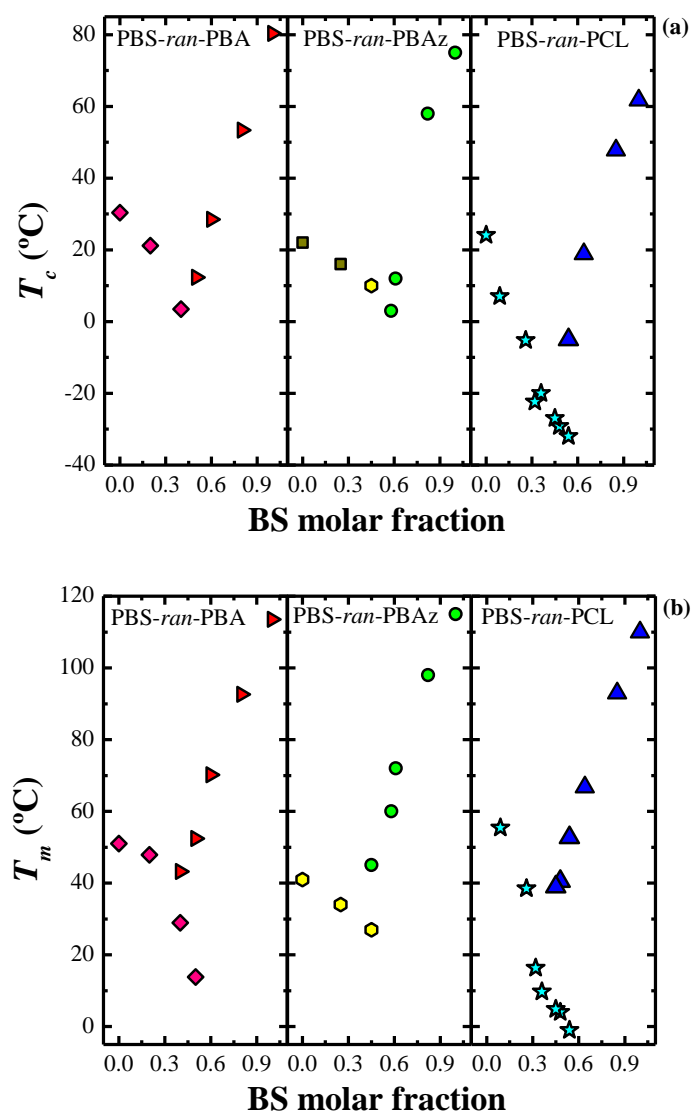 (a)
PBS-ran-PBA PBS-ran-PBAz PBS-ran-PCL
80
60
40
20
0
-20
-40
T_c (ºC)
0.0 0.3 0.6 0.9 0.0 0.3 0.6 0.9 0.0 0.3 0.6 0.9
BS molar fraction
(b)
PBS-ran-PBA PBS-ran-PBAz PBS-ran-PCL
120
100
80
60
40
20
0
T_m (ºC)
0.0 0.3 0.6 0.9 0.0 0.3 0.6 0.9 0.0 0.3 0.6 0.9
BS molar fraction